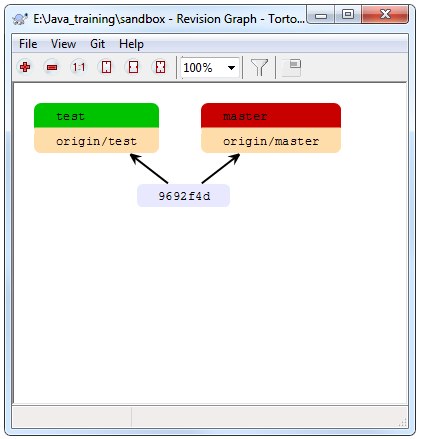 E:\Java_training\sandbox - Revision Graph - Torto...
File View Git Help
1:1 100%
test
master
origin/test
origin/master
9692f4d